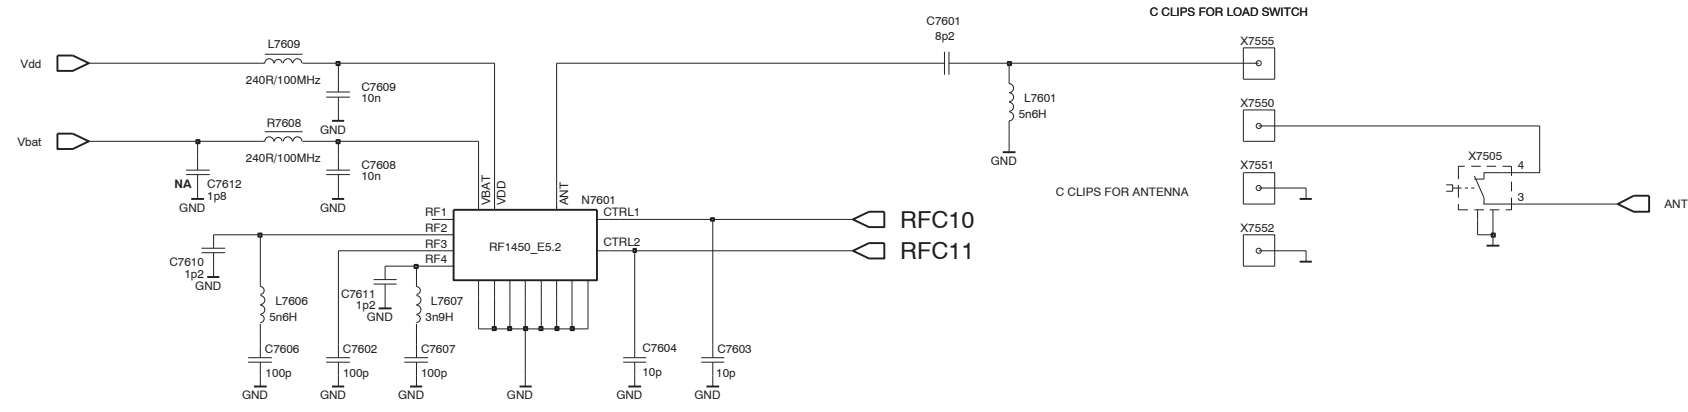 C CLIPS FOR LOAD SWITCH
C7601
8p2
X7555
L7609
Vdd
240R/100MHz
C7609
10n
GND
L7601
5n6H
GND
X7550
R7608
Vbat
240R/100MHz
C7608
10n
GND
NA
C7612
1p8
GND
X7505
4
3
ANT
X7551
C CLIPS FOR ANTENNA
X7552
VBAT
VDD
ANT
N7601
RF1
RF2
RF3
RF4
RF1450_E5.2
CTRL1
CTRL2
RFC10
RFC11
C7610
1p2
GND
L7606
5n6H
C7611
1p2
GND
L7607
3n9H
C7606
100p
GND
C7602
100p
GND
C7607
100p
GND
GND
C7604
10p
GND
C7603
10p
GND